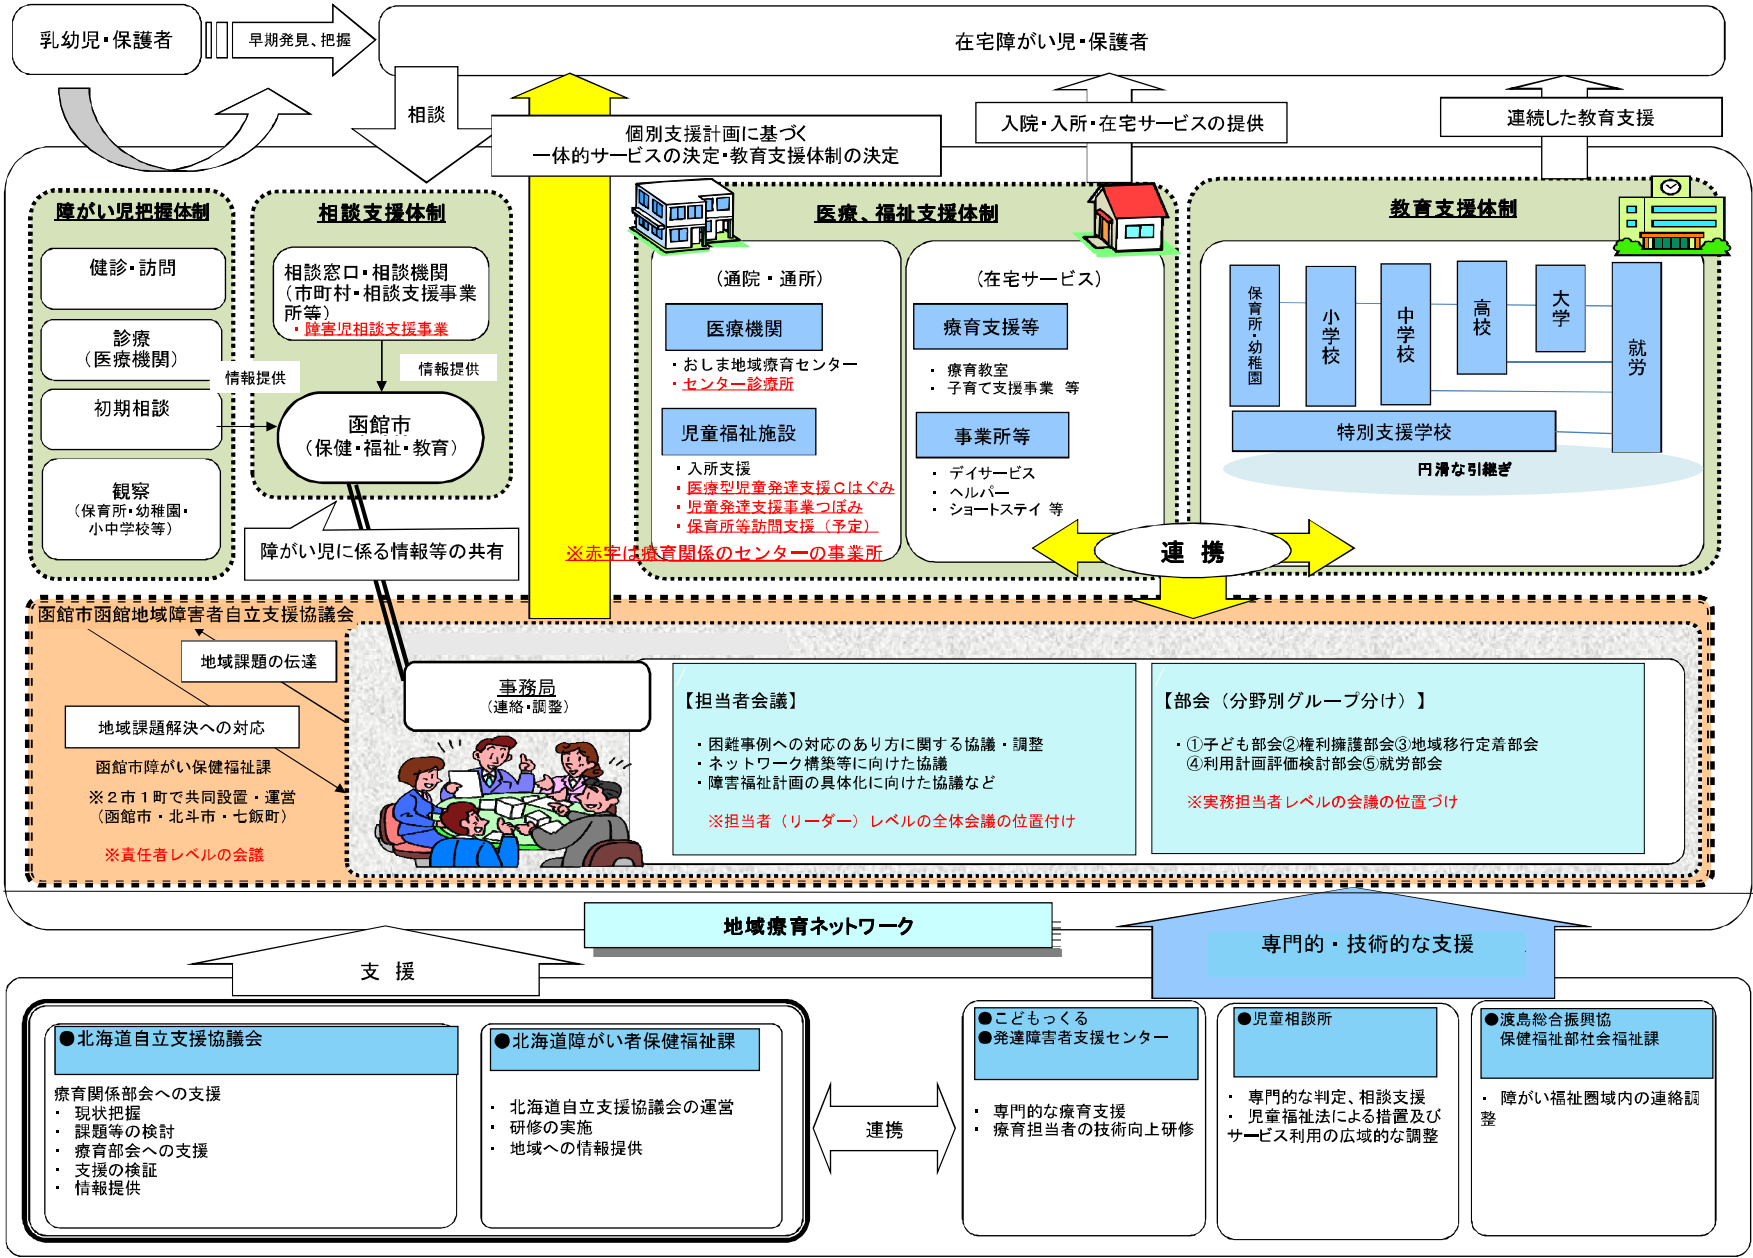 乳幼児・保護者
早期発見、把握
在宅障がい児・保護者
相談
個別支援計画に基づく
一体的サービスの決定・教育支援体制の決定
入院・入所・在宅サービスの提供
連続した教育支援
障がい児把握体制
健診・訪問
診療
（医療機関）
初期相談
観察
（保育所・幼稚園・
小中学校等）
情報提供
相談支援体制
相談窓口・相談機関
（市町村・相談支援事業
所等）
・障害児相談支援事業
情報提供
函館市
（保健・福祉・教育）
障がい児に係る情報等の共有
医療、福祉支援体制
（通院・通所）
医療機関
・おしま地域療育センター
・センター診療所
児童福祉施設
・入所支援
・医療型児童発達支援Ｃはぐみ
・児童発達支援事業つぼみ
・保育所等訪問支援（予定）
※赤字は療育関係のセンターの事業所
（在宅サービス）
療育支援等
・療育教室
・子育て支援事業　等
事業所等
・デイサービス
・ヘルパー
・ショートステイ 等
教育支援体制
保育所・幼稚園
小学校
中学校
高校
大学
就労
特別支援学校
円滑な引継ぎ
連 携
函館市函館地域障害者自立支援協議会
地域課題の伝達
地域課題解決への対応
函館市障がい保健福祉課
※２市１町で共同設置・運営
（函館市・北斗市・七飯町）
※責任者レベルの会議
事務局
（連絡・調整）
【担当者会議】
・困難事例への対応のあり方に関する協議・調整
・ネットワーク構築等に向けた協議
・障害福祉計画の具体化に向けた協議など
※担当者（リーダー）レベルの全体会議の位置付け
【部会（分野別グループ分け）】
・①子ども部会②権利擁護部会③地域移行定着部会
④利用計画評価検討部会⑤就労部会
※実務担当者レベルの会議の位置づけ
地域療育ネットワーク
支 援
専門的・技術的な支援
●北海道自立支援協議会
療育関係部会への支援
・ 現状把握
・ 課題等の検討
・ 療育部会への支援
・ 支援の検証
・ 情報提供
●北海道障がい者保健福祉課
・ 北海道自立支援協議会の運営
・ 研修の実施
・ 地域への情報提供
連携
●こどもっくる
●発達障害者支援センター
・ 専門的な療育支援
・ 療育担当者の技術向上研修
●児童相談所
・ 専門的な判定、相談支援
・ 児童福祉法による措置及び
サービス利用の広域的な調整
●渡島総合振興協
保健福祉部社会福祉課
・ 障がい福祉圏域内の連絡調
整